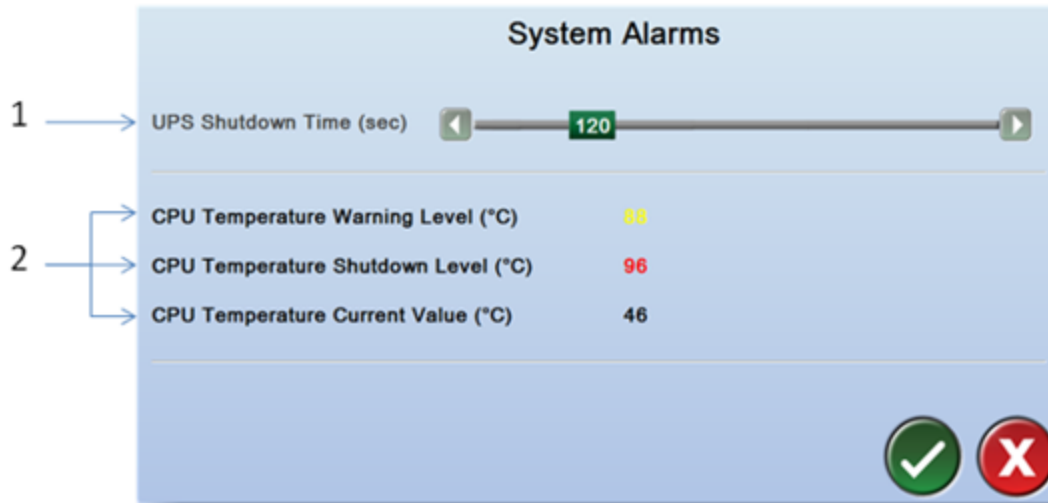 System Alarms
1 UPS Shutdown Time (sec) 120
CPU Temperature Warning Level (°C) 88
2 CPU Temperature Shutdown Level (°C) 96
CPU Temperature Current Value (°C) 46